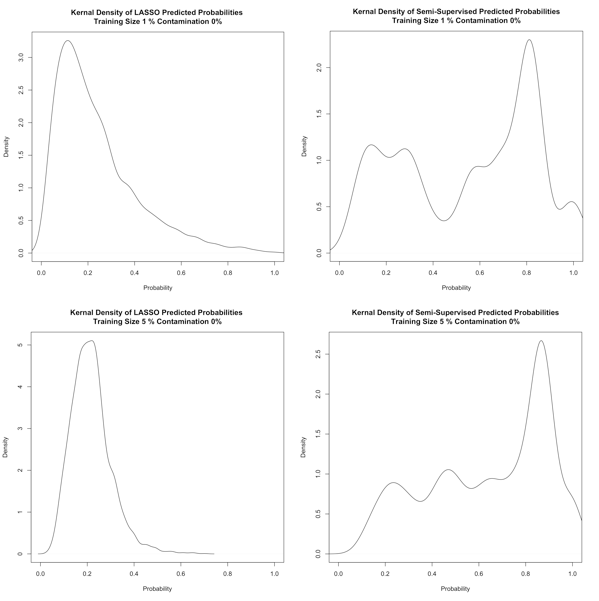 Kernal Density of LASSO Predicted Probabilities
Training Size 1 % Contamination 0%
Density
0.0 0.5 1.0 1.5 2.0 2.5 3.0
0.0 0.2 0.4 0.6 0.8 1.0
Probability
Kernal Density of Semi-Supervised Predicted Probabilities
Training Size 1 % Contamination 0%
Density
0.0 0.5 1.0 1.5 2.0
0.0 0.2 0.4 0.6 0.8 1.0
Probability
Kernal Density of LASSO Predicted Probabilities
Training Size 5 % Contamination 0%
Density
0 1 2 3 4 5
0.0 0.2 0.4 0.6 0.8 1.0
Probability
Kernal Density of Semi-Supervised Predicted Probabilities
Training Size 5 % Contamination 0%
Density
0.0 0.5 1.0 1.5 2.0 2.5
0.0 0.2 0.4 0.6 0.8 1.0
Probability